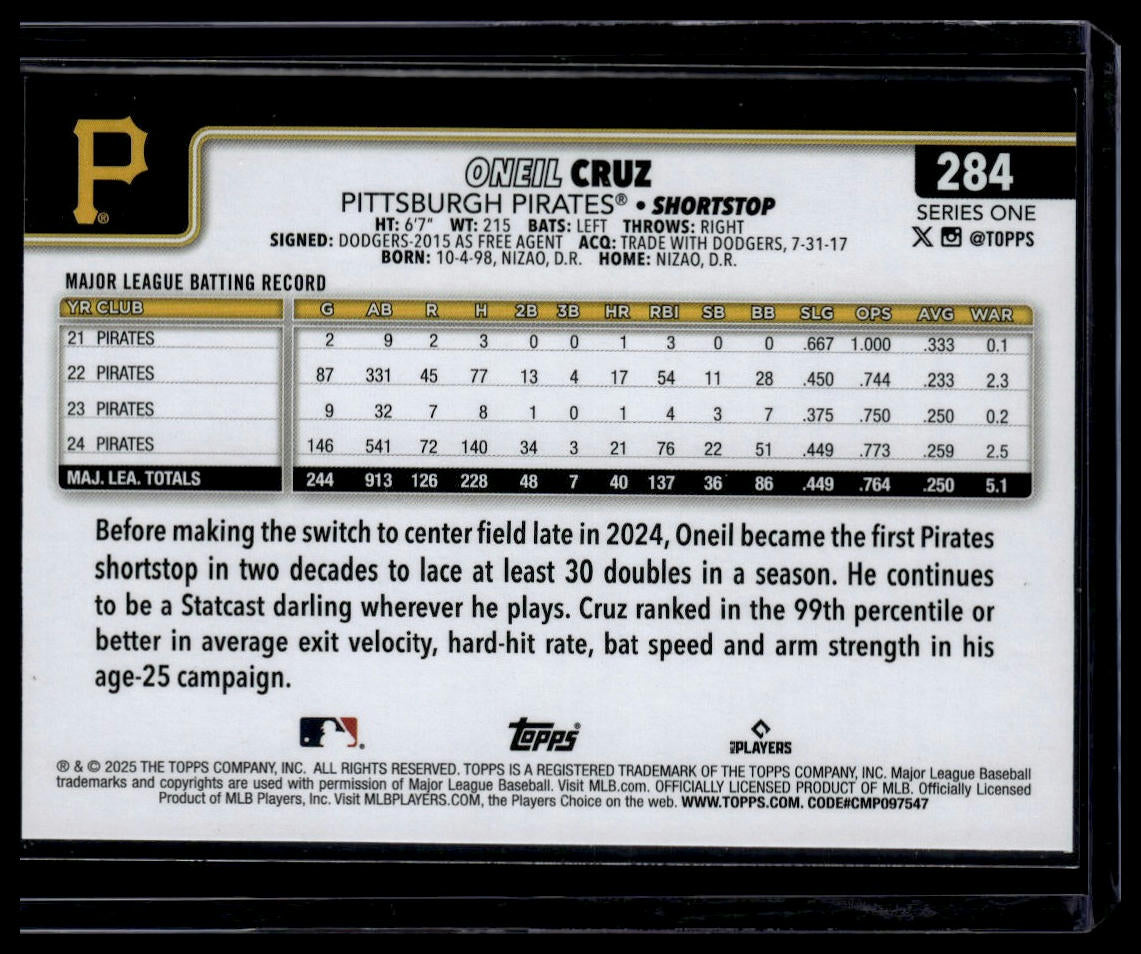 P®
ONEIL CRUZ
284
PITTSBURGH PIRATES® • SHORTSTOP
SERIES ONE
HT: 6'7" WT: 215 BATS: LEFT THROWS: RIGHT
@TOPPS
SIGNED: DODGERS-2015 AS FREE AGENT ACQ: TRADE WITH DODGERS, 7-31-17
BORN: 10-4-98, NIZAO, D.R. HOME: NIZAO, D.R.
MAJOR LEAGUE BATTING RECORD
YR CLUB G AB R H 2B 3B HR RBI SB BB SLG OPS AVG WAR
21 PIRATES 2 9 2 3 0 0 1 3 0 0 .667 1.000 .333 0.1
22 PIRATES 87 331 45 77 13 4 17 54 11 28 .450 .744 .233 2.3
23 PIRATES 9 32 7 8 1 0 1 4 3 7 .375 .750 .250 0.2
24 PIRATES 146 541 72 140 34 3 21 76 22 51 .449 .773 .259 2.5
MAJ. LEA. TOTALS 244 913 126 228 48 7 40 137 36 86 .449 .764 .250 5.1
Before making the switch to center field late in 2024, Oneil became the first Pirates
shortstop in two decades to lace at least 30 doubles in a season. He continues
to be a Statcast darling wherever he plays. Cruz ranked in the 99th percentile or
better in average exit velocity, hard-hit rate, bat speed and arm strength in his
age-25 campaign.
Topps® PLAYERS
® & © 2025 THE TOPPS COMPANY, INC. ALL RIGHTS RESERVED. TOPPS IS A REGISTERED TRADEMARK OF THE TOPPS COMPANY, INC. Major League Baseball
trademarks and copyrights are used with permission of Major League Baseball. Visit MLB.com. OFFICIALLY LICENSED PRODUCT OF MLB. Officially Licensed
Product of MLB Players, Inc. Visit MLBPLAYERS.COM, the Players Choice on the web. WWW.TOPPS.COM. CODE#CMP097547